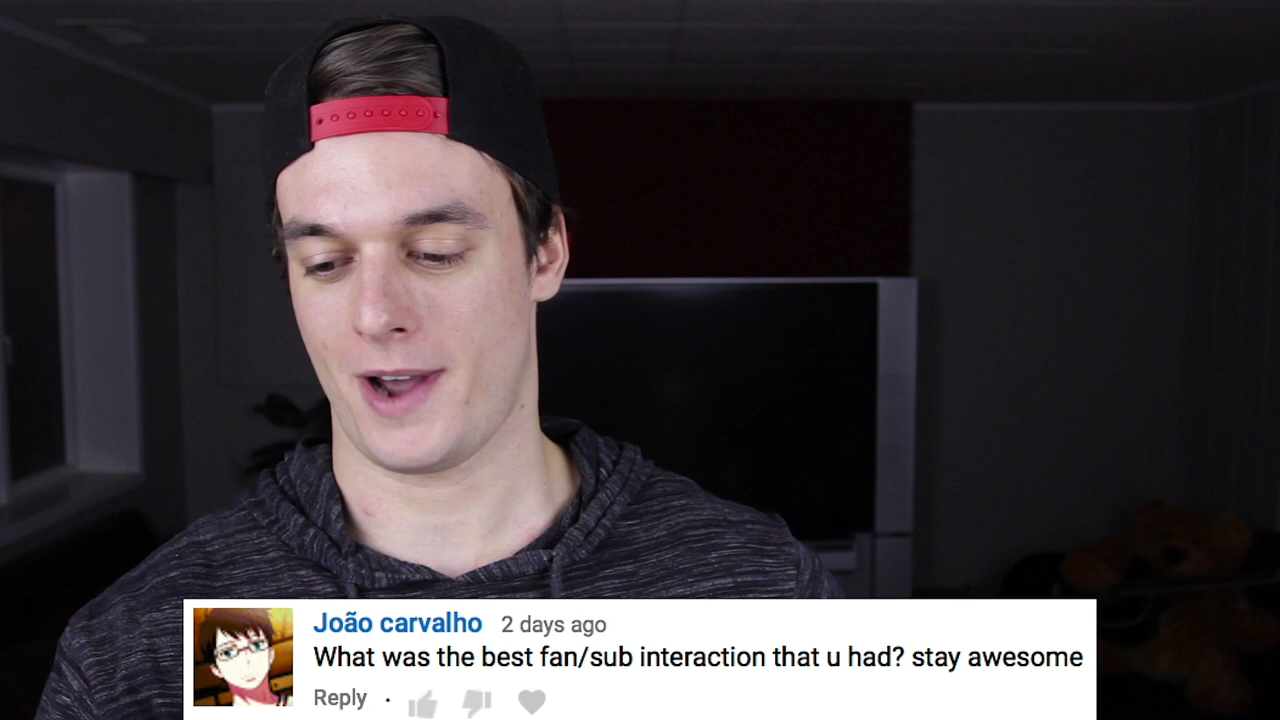 João carvalho 2 days ago
What was the best fan/sub interaction that u had? stay awesome
Reply